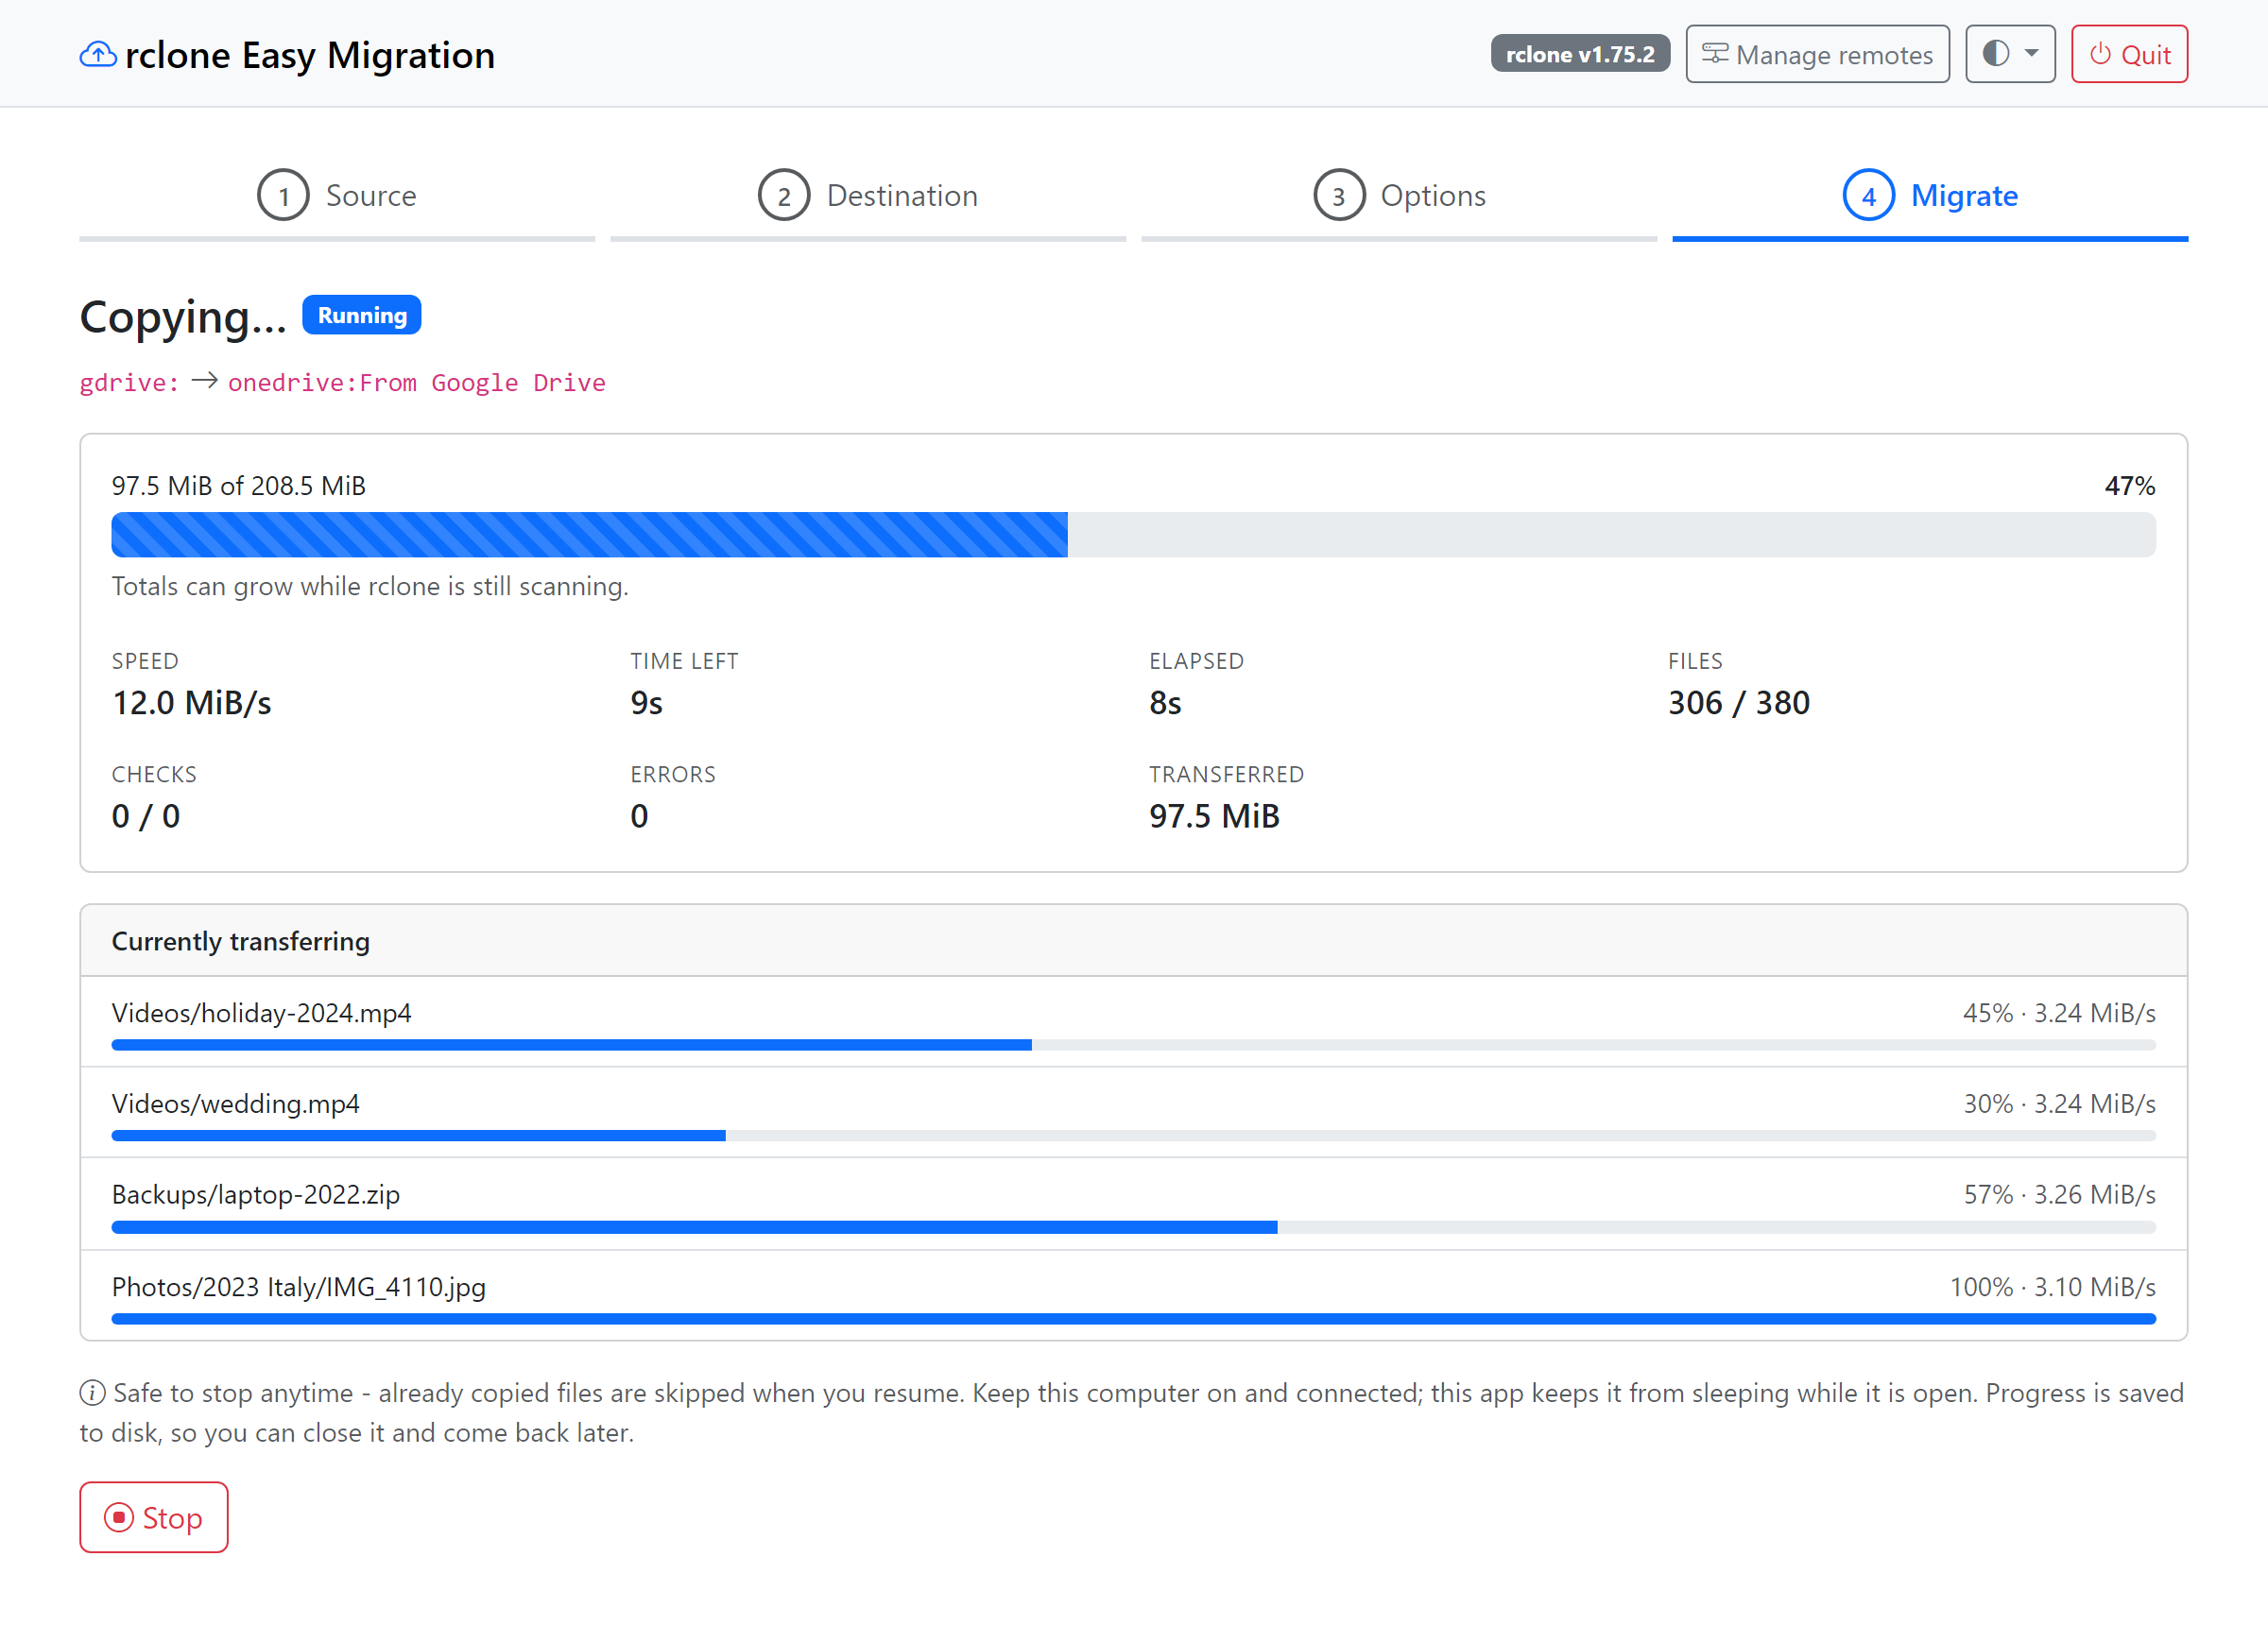 rclone Easy Migration
rclone v1.75.2
Manage remotes
Quit
1 Source
2 Destination
3 Options
4 Migrate
Copying... Running
gdrive: → onedrive:From Google Drive
97.5 MiB of 208.5 MiB 47%
Totals can grow while rclone is still scanning.
SPEED TIME LEFT ELAPSED FILES
12.0 MiB/s 9s 8s 306 / 380
CHECKS ERRORS TRANSFERRED
0 / 0 0 97.5 MiB
Currently transferring
Videos/holiday-2024.mp4 45% · 3.24 MiB/s
Videos/wedding.mp4 30% · 3.24 MiB/s
Backups/laptop-2022.zip 57% · 3.26 MiB/s
Photos/2023 Italy/IMG_4110.jpg 100% · 3.10 MiB/s
Safe to stop anytime - already copied files are skipped when you resume. Keep this computer on and connected; this app keeps it from sleeping while it is open. Progress is saved
to disk, so you can close it and come back later.
Stop